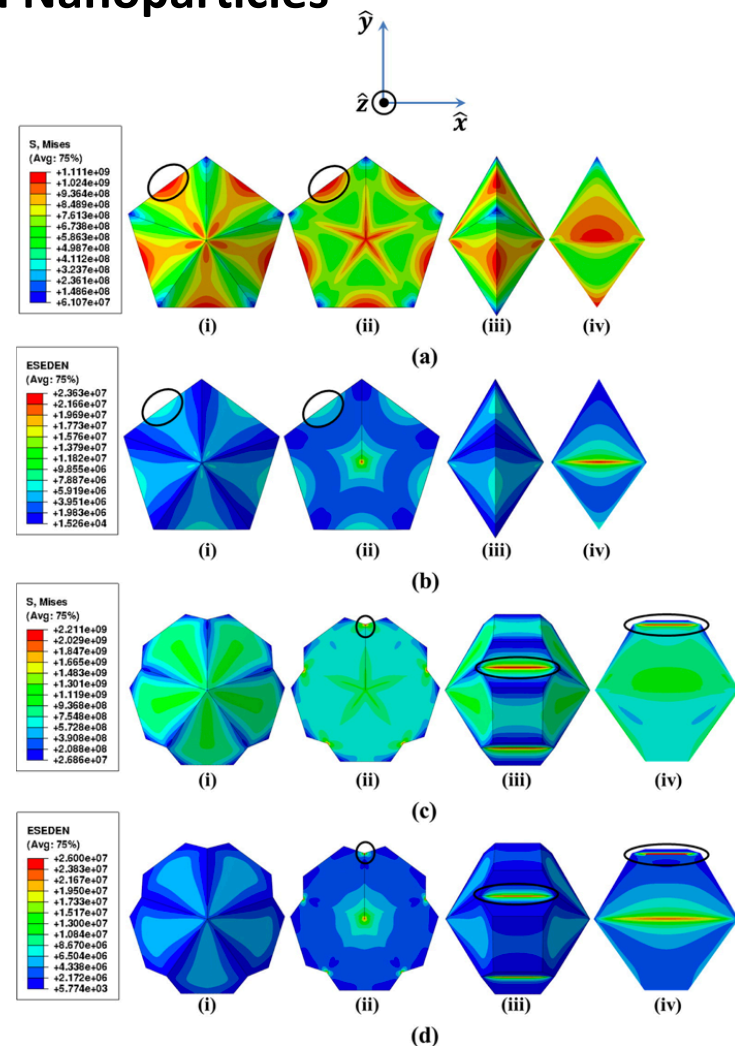 Nanoparticles
ŷ
ẑ
x̂
S, Mises
(Avg: 75%)
+1.111e+09
+1.024e+09
+9.364e+08
+8.489e+08
+7.613e+08
+6.738e+08
+5.863e+08
+4.987e+08
+4.112e+08
+3.237e+08
+2.361e+08
+1.486e+08
+6.107e+07
(i) (ii) (iii) (iv)
(a)
ESEDEN
(Avg: 75%)
+2.363e+07
+2.166e+07
+1.969e+07
+1.773e+07
+1.576e+07
+1.379e+07
+1.182e+07
+9.855e+06
+7.887e+06
+5.919e+06
+3.951e+06
+1.983e+06
+1.526e+04
(i) (ii) (iii) (iv)
(b)
S, Mises
(Avg: 75%)
+2.211e+09
+2.029e+09
+1.847e+09
+1.665e+09
+1.483e+09
+1.301e+09
+1.119e+09
+9.368e+08
+7.548e+08
+5.728e+08
+3.908e+08
+2.088e+08
+2.686e+07
(i) (ii) (iii) (iv)
(c)
ESEDEN
(Avg: 75%)
+2.600e+07
+2.383e+07
+2.167e+07
+1.950e+07
+1.733e+07
+1.517e+07
+1.300e+07
+1.084e+07
+8.670e+06
+6.504e+06
+4.338e+06
+2.172e+06
+5.774e+03
(i) (ii) (iii) (iv)
(d)